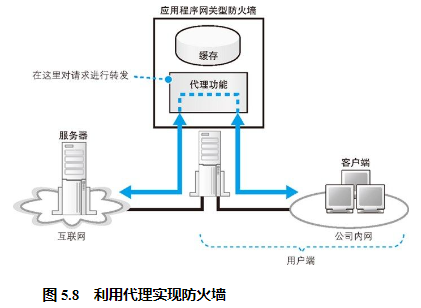 应用程序网关型防火墙
缓存
在这里对请求进行转发
代理功能
服务器
客户端
互联网
公司内网
用户端
图 5.8 利用代理实现防火墙